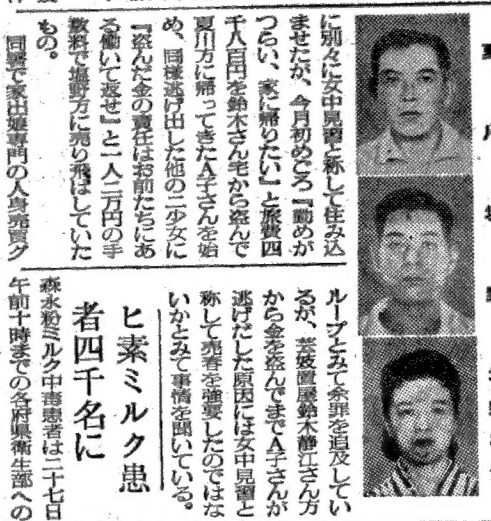 に別々に女中見習と称して住み込
ませたが、今月初めごろ『勤めが
つらい、家に帰りたい』と旅費四
千八百円を鈴木さん宅から盗んで
夏川方に帰ってきたA子さんを始
め、同様逃げ出した他の二少女に
『盗んだ金の責任はお前たちにあ
る働いて返せ』と一人二万円の手
数料で塩野方に売り飛ばしていた
もの。
同署で家出娘専門の人身売買グ
ループとみて余罪を追及してい
るが、芸妓置屋鈴木静江さん方
から金を盗んでまでA子さんが
逃げだした原因には女中見習と
称して売春を強要したのではな
いかとみて事情を聞いている。
ヒ素ミルク患
者四千名に
森永粉ミルク中毒患者は二十七日
午前十時までの各府県衛生部への